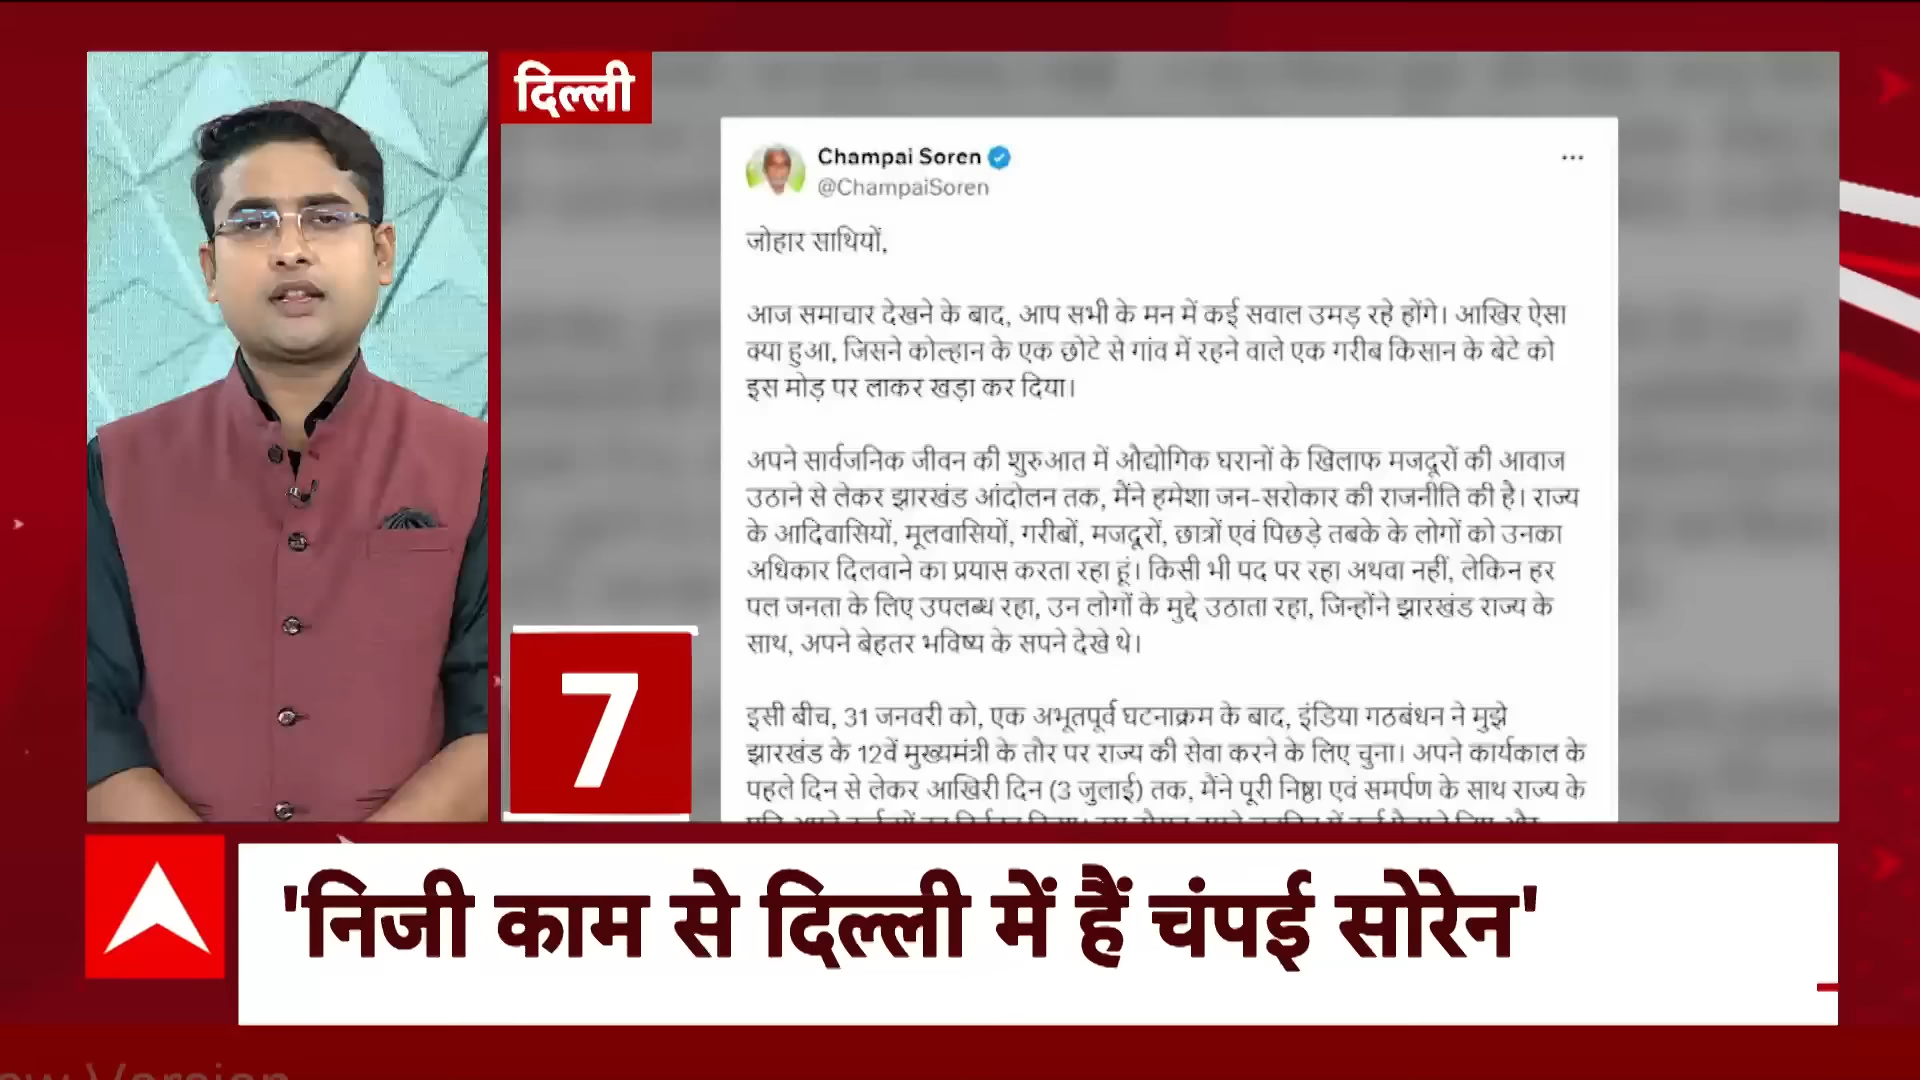 दिल्ली
Champai Soren
@ChampaiSoren
जोहार साथियों,
आज समाचार देखने के बाद, आप सभी के मन में कई सवाल उमड़ रहे होंगे। आखिर ऐसा
क्या हुआ, जिसने कोल्हान के एक छोटे से गांव में रहने वाले एक गरीब किसान के बेटे को
इस मोड़ पर लाकर खड़ा कर दिया।
अपने सार्वजनिक जीवन की शुरुआत में औद्योगिक घरानों के खिलाफ मजदूरों की आवाज
उठाने से लेकर झारखंड आंदोलन तक, मैंने हमेशा जन-सरोकार की राजनीति की है। राज्य
के आदिवासियों, मूलवासियों, गरीबों, मजदूरों, छात्रों एवं पिछड़े तबके के लोगों को उनका
अधिकार दिलवाने का प्रयास करता रहा हूं। किसी भी पद पर रहा अथवा नहीं, लेकिन हर
पल जनता के लिए उपलब्ध रहा, उन लोगों के मुद्दे उठाता रहा, जिन्होंने झारखंड राज्य के
साथ, अपने बेहतर भविष्य के सपने देखे थे।
इसी बीच, 31 जनवरी को, एक अभूतपूर्व घटनाक्रम के बाद, इंडिया गठबंधन ने मुझे
झारखंड के 12वें मुख्यमंत्री के तौर पर राज्य की सेवा करने के लिए चुना। अपने कार्यकाल के
पहले दिन से लेकर आखिरी दिन (3 जुलाई) तक, मैंने पूरी निष्ठा एवं समर्पण के साथ राज्य के
7
'निजी काम से दिल्ली में हैं चंपई सोरेन'